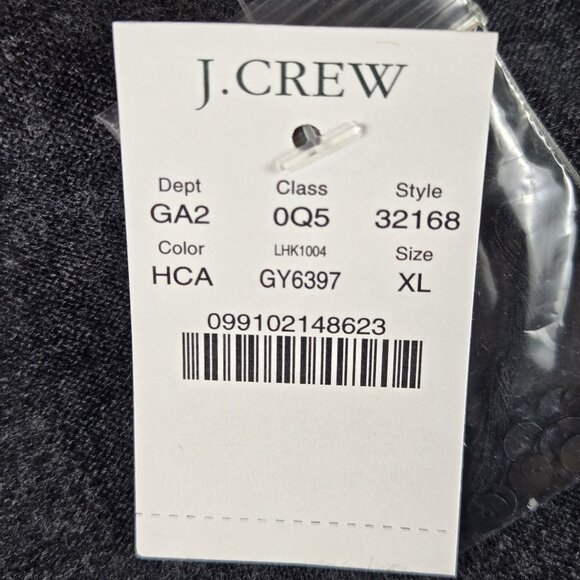 J.CREW
Dept Class Style
GA2 0Q5 32168
Color LHK1004 Size
HCA GY6397 XL
099102148623